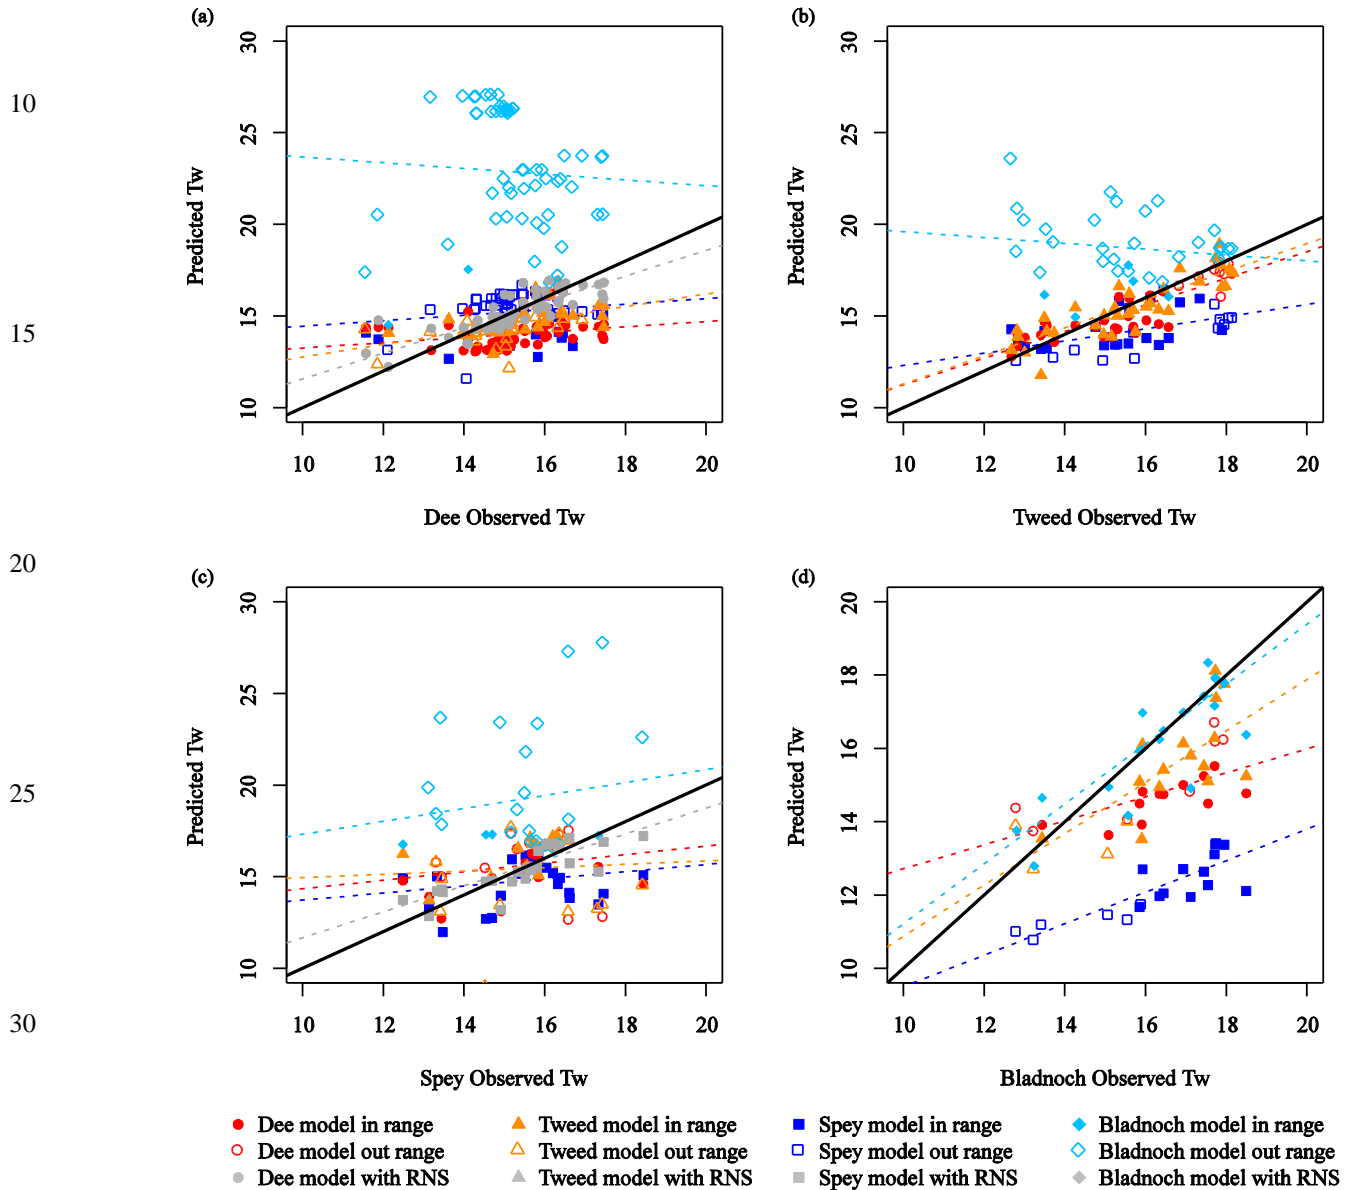 (a)
(b)
10
15
20
25
30
30
25
20
15
10
Predicted Tw
10 12 14 16 18 20
Dee Observed Tw
30
25
20
15
10
Predicted Tw
10 12 14 16 18 20
Tweed Observed Tw
(c)
(d)
30
25
20
15
10
Predicted Tw
10 12 14 16 18 20
Spey Observed Tw
20
18
16
14
12
10
Predicted Tw
10 12 14 16 18 20
Bladnoch Observed Tw
Dee model in range
Tweed model in range
Spey model in range
Bladnoch model in range
Dee model out range
Tweed model out range
Spey model out range
Bladnoch model out range
Dee model with RNS
Tweed model with RNS
Spey model with RNS
Bladnoch model with RNS